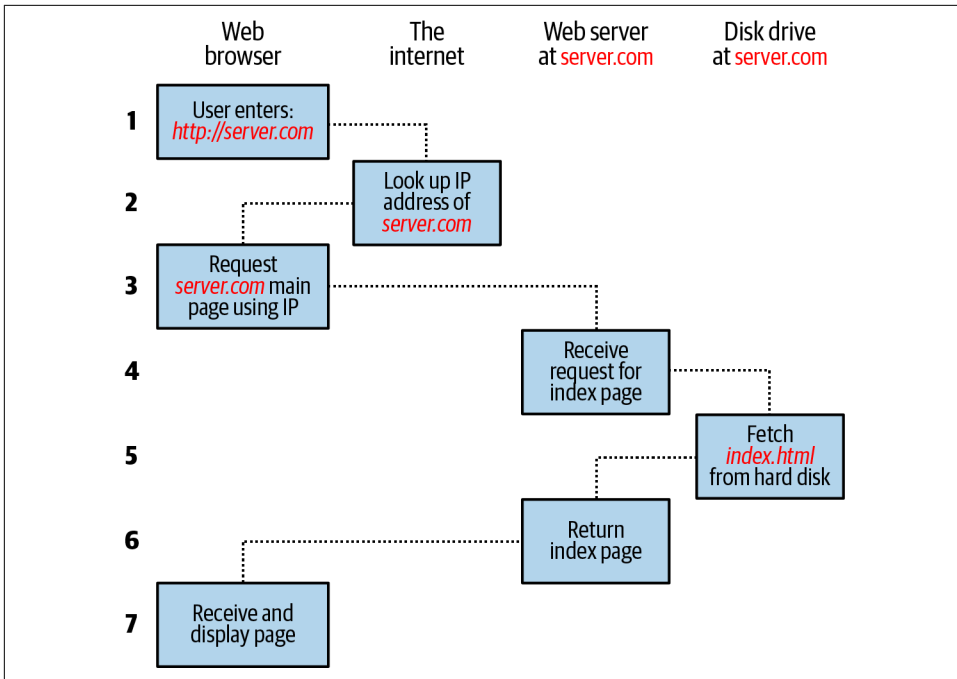 Web
browser
The
internet
Web server
at server.com
Disk drive
at server.com
1
User enters:
http://server.com
2
Look up IP
address of
server.com
3
Request
server.com main
page using IP
4
Receive
request for
index page
5
Fetch
index.html
from hard disk
6
Return
index page
7
Receive and
display page